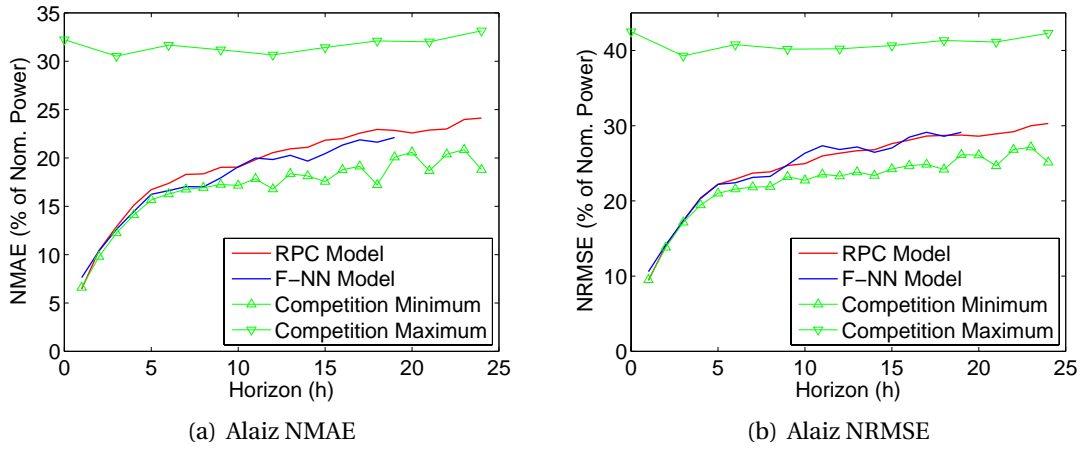 35
30
25
20
15
10
5
0
NMAE (% of Nom. Power)
0 5 10 15 20 25
Horizon (h)
RPC Model
F−NN Model
Competition Minimum
Competition Maximum
(a) Alaiz NMAE
40
30
20
10
0
NRMSE (% of Nom. Power)
0 5 10 15 20 25
Horizon (h)
RPC Model
F−NN Model
Competition Minimum
Competition Maximum
(b) Alaiz NRMSE